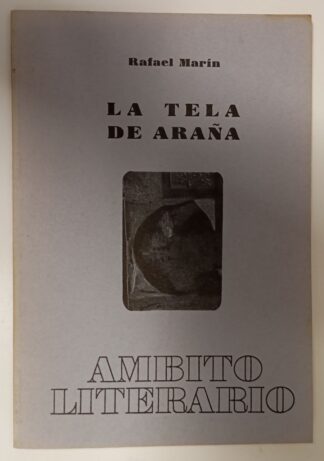 Rafael Marín
LA TELA
DE ARAÑA
AMBITO
LITERARIO